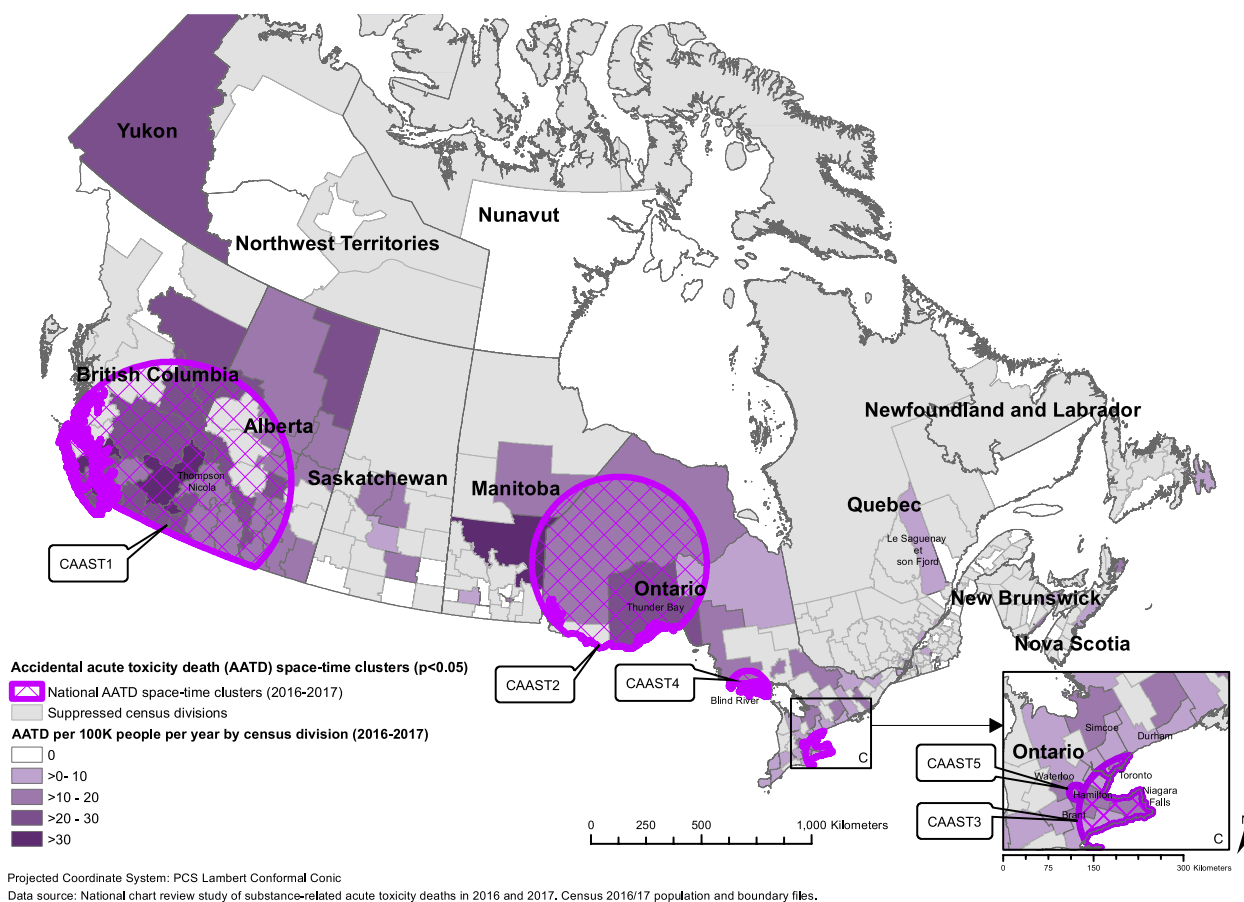 Yukon
Nunavut
Northwest Territories
British Columbia
Newfoundland and Labrador
Alberta
Thompson
Nicola
Saskatchewan
Manitoba
Quebec
Le Saguenay
et
son Fjord
CAAST1
Ontario
Thunder Bay
New Brunswick
Nova Scotia
CAAST2
CAAST4
Blind River
C
Accidental acute toxicity death (AATD) space-time clusters (p<0.05)
National AATD space-time clusters (2016-2017)
Suppressed census divisions
AATD per 100K people per year by census division (2016-2017)
0
>0- 10
>10 - 20
>20 - 30
>30
0 250 500 750 1,000 Kilometers
Simcoe
Durham
Ontario
CAAST5
Waterloo
Toronto
Hamilton
Niagara
Falls
Brant
CAAST3
C
0 75 150 300 Kilometers
Projected Coordinate System: PCS Lambert Conformal Conic
Data source: National chart review study of substance-related acute toxicity deaths in 2016 and 2017. Census 2016/17 population and boundary files.